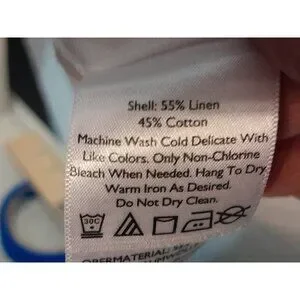 Shell: 55% Linen
45% Cotton
Machine Wash Cold Delicate With
Like Colors. Only Non-Chlorine
Bleach When Needed. Hang To Dry
Warm Iron As Desired.
Do Not Dry Clean.
30C
OBERMATERIAL: